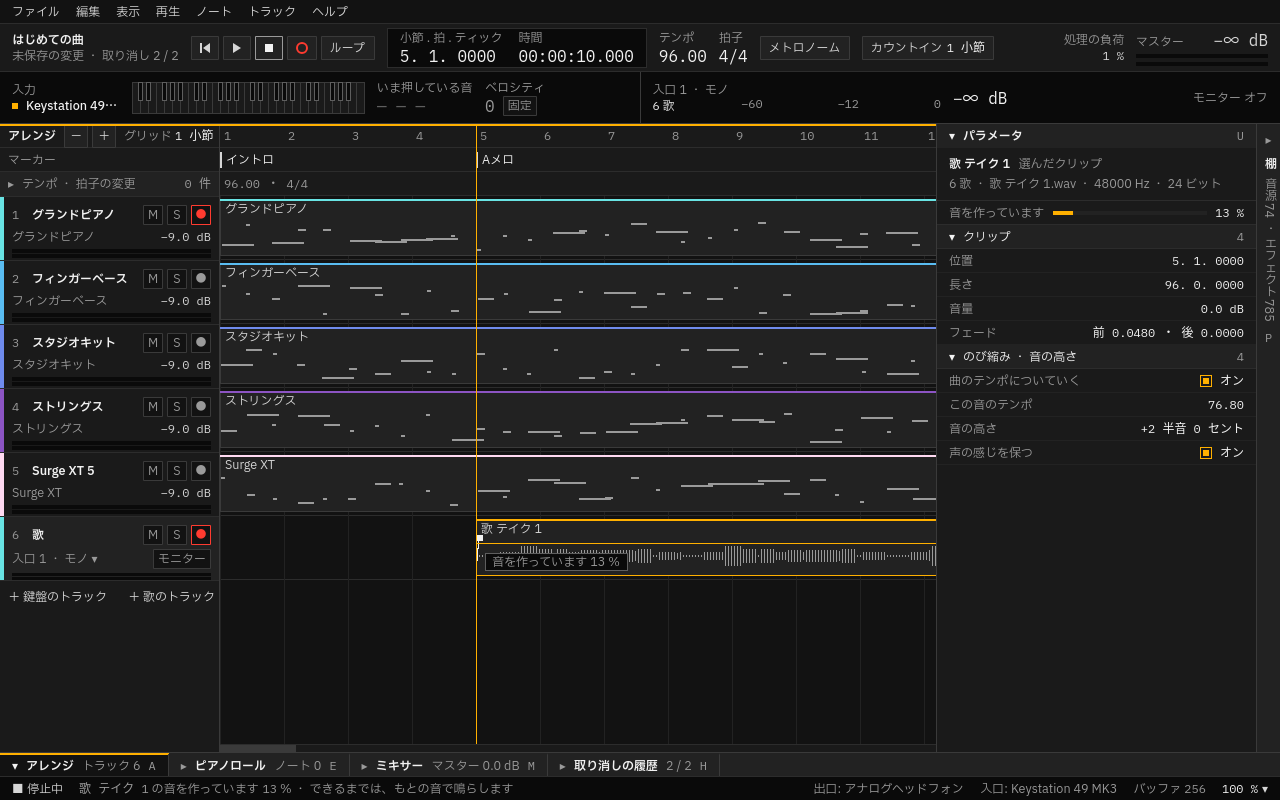 ファイル 編集 表示 再生 ノート トラック ヘルプ
はじめての曲
未保存の変更 · 取り消し 2 / 2
ループ
小節 . 拍 . ティック 時間
5. 1. 0000 00:00:10.000
テンポ 拍子
96.00 4/4
メトロノーム
カウントイン 1 小節
処理の負荷
1 %
マスター −∞ dB
入力
Keystation 49…
いま押している音 ベロシティ
— — — 0 固定
入口 1 · モノ
6 歌 −60 −12 0 −∞ dB
モニター オフ
アレンジ − + グリッド 1 小節
1 2 3 4 5 6 7 8 9 10 11 1
マーカー
イントロ Aメロ
▸ テンポ · 拍子の変更 0 件
96.00 · 4/4
1 グランドピアノ M S
グランドピアノ −9.0 dB
グランドピアノ
2 フィンガーベース M S
フィンガーベース −9.0 dB
フィンガーベース
3 スタジオキット M S
スタジオキット −9.0 dB
スタジオキット
4 ストリングス M S
ストリングス −9.0 dB
ストリングス
5 Surge XT 5 M S
Surge XT −9.0 dB
Surge XT
6 歌 M S
入口 1 · モノ ▾ モニター
歌 テイク 1
音を作っています 13 %
＋ 鍵盤のトラック ＋ 歌のトラック
▾ パラメータ U
歌 テイク 1 選んだクリップ
6 歌 · 歌 テイク 1.wav · 48000 Hz · 24 ビット
音を作っています 13 %
▾ クリップ 4
位置 5. 1. 0000
長さ 96. 0. 0000
音量 0.0 dB
フェード 前 0.0480 · 後 0.0000
▾ のび縮み · 音の高さ 4
曲のテンポについていく オン
この音のテンポ 76.80
音の高さ +2 半音 0 セント
声の感じを保つ オン
▸ 棚 音源 74 · エフェクト 785 P
▾ アレンジ トラック 6 A
▸ ピアノロール ノート 0 E
▸ ミキサー マスター 0.0 dB M
▸ 取り消しの履歴 2 / 2 H
停止中 歌 テイク 1 の音を作っています 13 % · できるまでは、もとの音で鳴らします
出口: アナログヘッドフォン 入口: Keystation 49 MK3 バッファ 256 100 % ▾